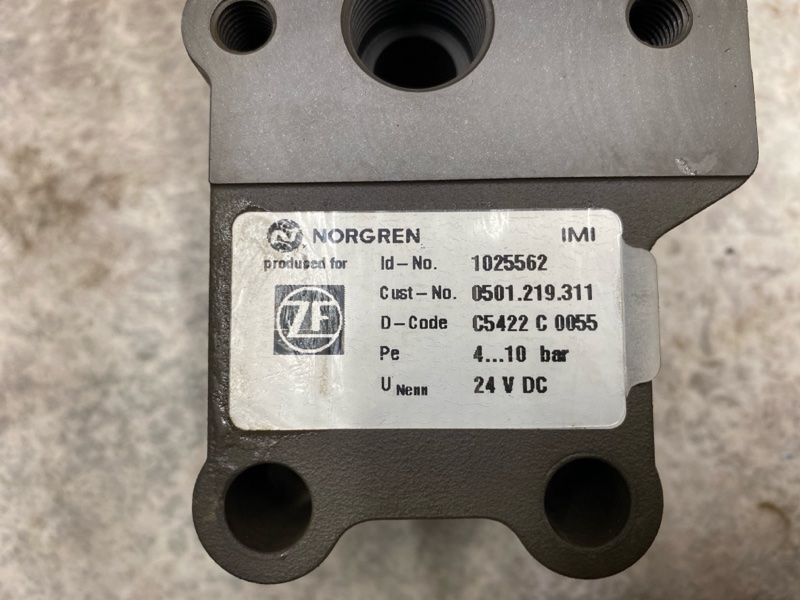 NORGREN IMI
prodused for
Id-No. 1025562
Cust-No. 0501.219.311
ZF
D-Code C5422 C 0055
Pe 4...10 bar
U Nenn 24 V DC